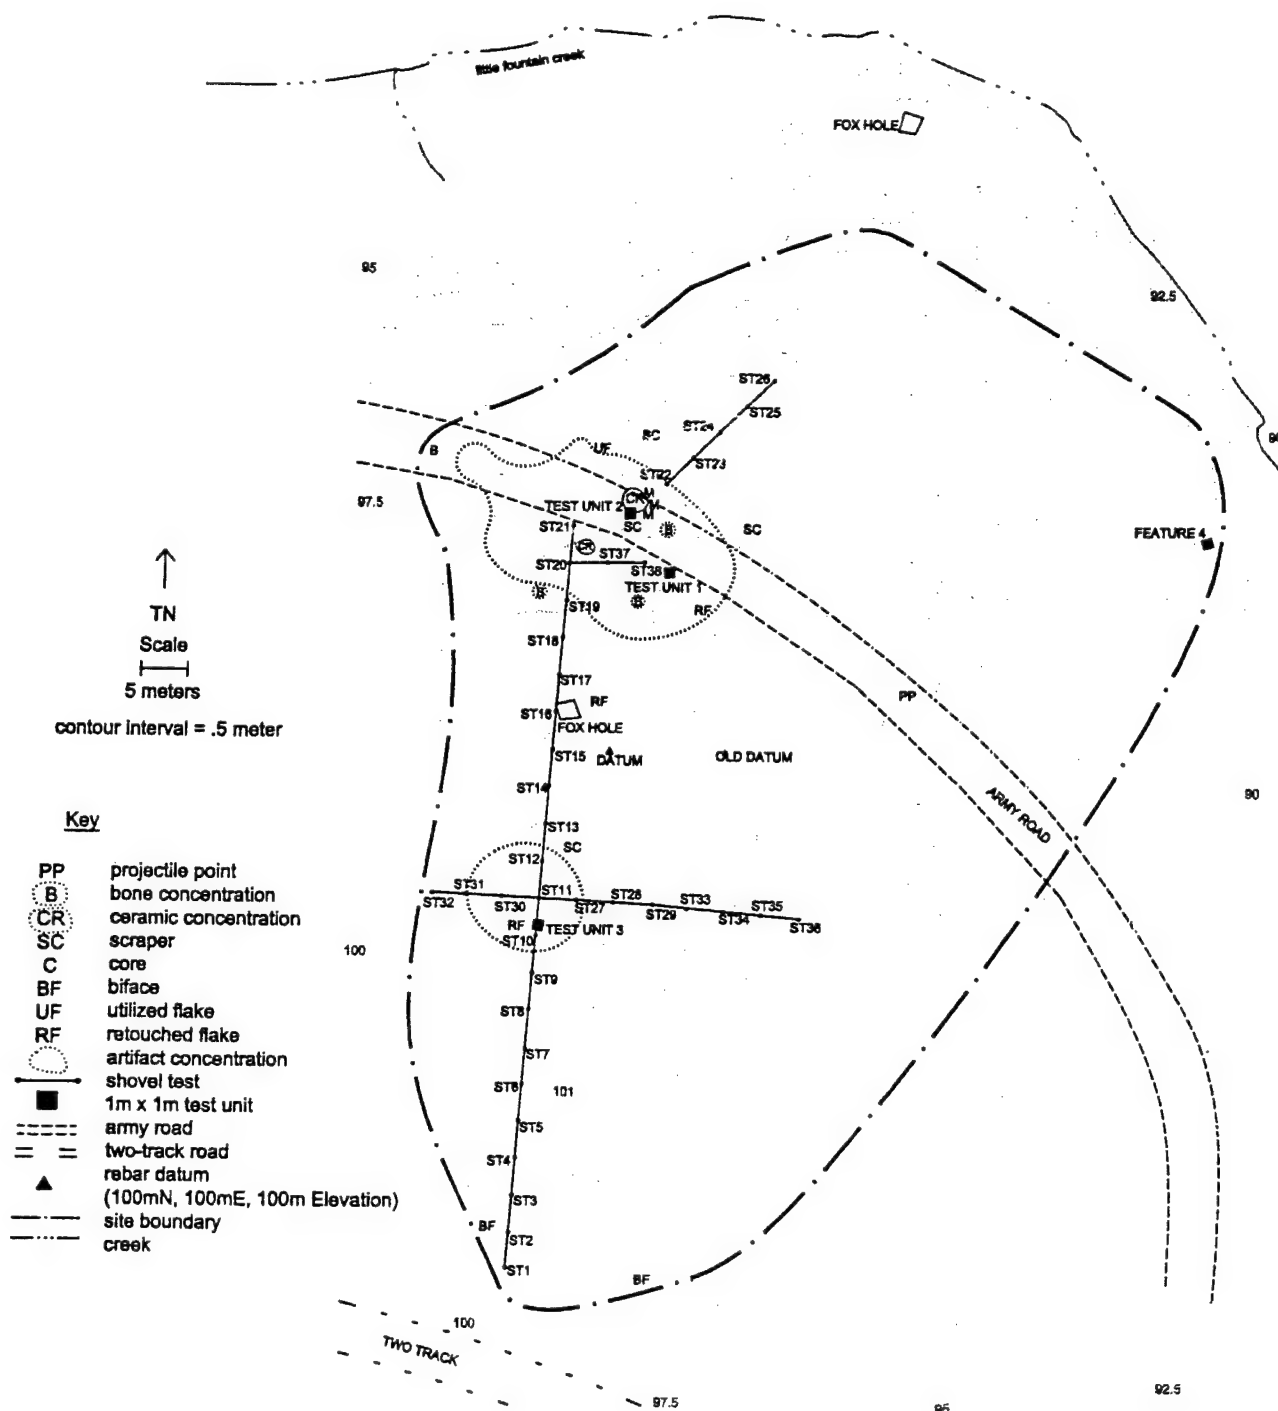 little fountain creek
FOX HOLE
95
92.5
ST26
ST25
ST24
SC
UF
ST23
B
ST22
97.5
M
CR
M
TEST UNIT 2
M
ST21
SC
B
SC
FEATURE 4
CR
ST37
ST20
ST38
TEST UNIT 1
B
B
ST19
RF
TN
ST18
Scale
5 meters
ST17
contour interval = .5 meter
RF
PP
ST16
FOX HOLE
ST15
DATUM
OLD DATUM
ST14
90
ARMY ROAD
ST13
SC
ST12
ST31
ST11
ST28
ST33
ST35
ST32
ST30
ST27
ST29
ST34
ST36
RF
TEST UNIT 3
ST10
100
ST9
ST8
ST7
ST6
101
ST5
ST4
ST3
BF
ST2
ST1
BF
100
TWO TRACK
97.5
95
92.5
Key
PP projectile point
B bone concentration
CR ceramic concentration
SC scraper
C core
BF biface
UF utilized flake
RF retouched flake
artifact concentration
shovel test
1m x 1m test unit
army road
two-track road
rebar datum
(100mN, 100mE, 100m Elevation)
site boundary
creek